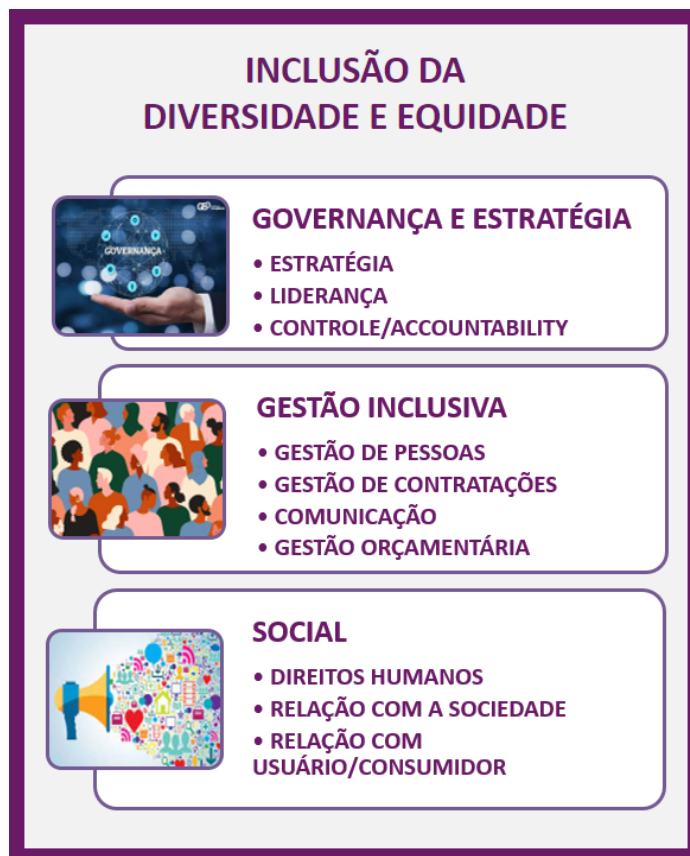 INCLUSÃO DA
DIVERSIDADE E EQUIDADE
GOVERNANÇA
GOVERNANÇA E ESTRATÉGIA
• ESTRATÉGIA
• LIDERANÇA
• CONTROLE/ACCOUNTABILITY
GESTÃO INCLUSIVA
• GESTÃO DE PESSOAS
• GESTÃO DE CONTRATAÇÕES
• COMUNICAÇÃO
• GESTÃO ORÇAMENTÁRIA
SOCIAL
• DIREITOS HUMANOS
• RELAÇÃO COM A SOCIEDADE
• RELAÇÃO COM
USUÁRIO/CONSUMIDOR